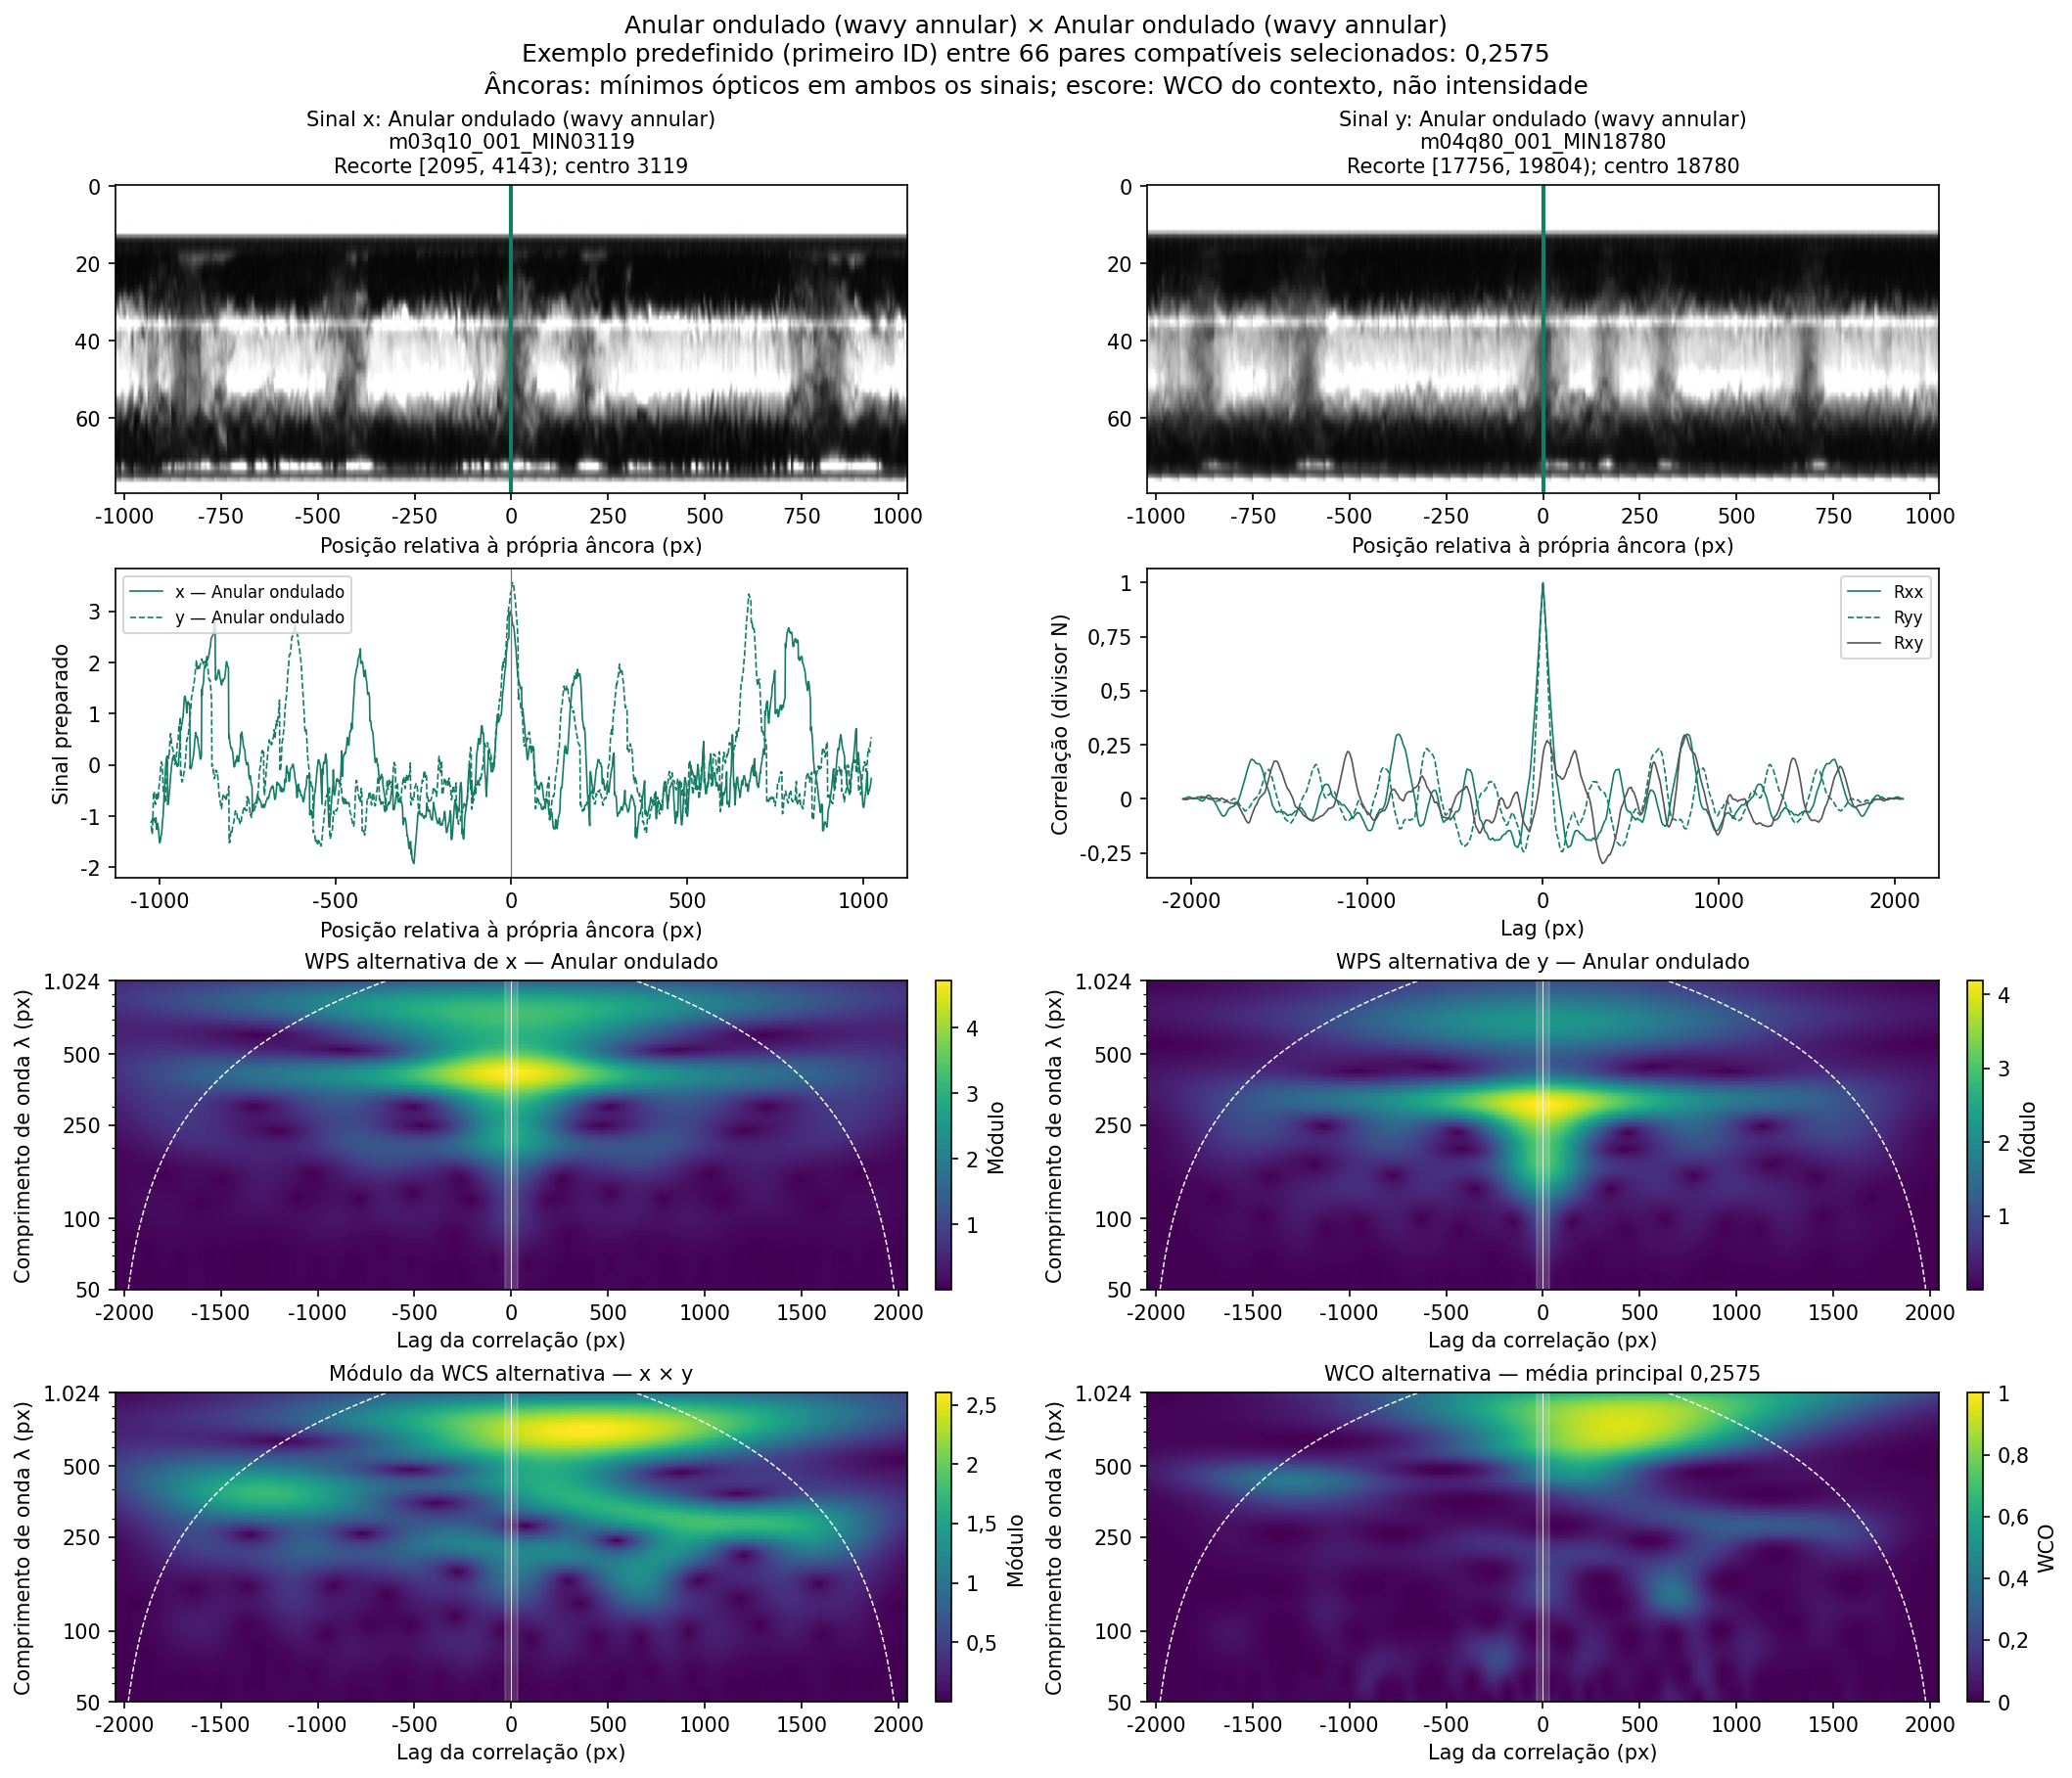 Anular ondulado (wavy annular) × Anular ondulado (wavy annular)
Exemplo predefinido (primeiro ID) entre 66 pares compatíveis selecionados: 0,2575
Âncoras: mínimos ópticos em ambos os sinais; escore: WCO do contexto, não intensidade
Sinal x: Anular ondulado (wavy annular)
m03q10_001_MIN03119
Recorte [2095, 4143); centro 3119
0
20
40
60
-1000 -750 -500 -250 0 250 500 750 1000
Posição relativa à própria âncora (px)
Sinal y: Anular ondulado (wavy annular)
m04q80_001_MIN18780
Recorte [17756, 19804); centro 18780
0
20
40
60
-1000 -750 -500 -250 0 250 500 750 1000
Posição relativa à própria âncora (px)
Sinal preparado
3
2
1
0
-1
-2
x — Anular ondulado
y — Anular ondulado
-1000 -500 0 500 1000
Posição relativa à própria âncora (px)
Correlação (divisor N)
1
0,75
0,5
0,25
0
-0,25
Rxx
Ryy
Rxy
-2000 -1000 0 1000 2000
Lag (px)
WPS alternativa de x — Anular ondulado
Comprimento de onda λ (px)
1.024
500
250
100
50
-2000 -1500 -1000 -500 0 500 1000 1500 2000
Lag da correlação (px)
4
3
2
1
Módulo
WPS alternativa de y — Anular ondulado
Comprimento de onda λ (px)
1.024
500
250
100
50
-2000 -1500 -1000 -500 0 500 1000 1500 2000
Lag da correlação (px)
4
3
2
1
Módulo
Módulo da WCS alternativa — x × y
Comprimento de onda λ (px)
1.024
500
250
100
50
-2000 -1500 -1000 -500 0 500 1000 1500 2000
Lag da correlação (px)
2,5
2
1,5
1
0,5
Módulo
WCO alternativa — média principal 0,2575
Comprimento de onda λ (px)
1.024
500
250
100
50
-2000 -1500 -1000 -500 0 500 1000 1500 2000
Lag da correlação (px)
1
0,8
0,6
0,4
0,2
0
WCO